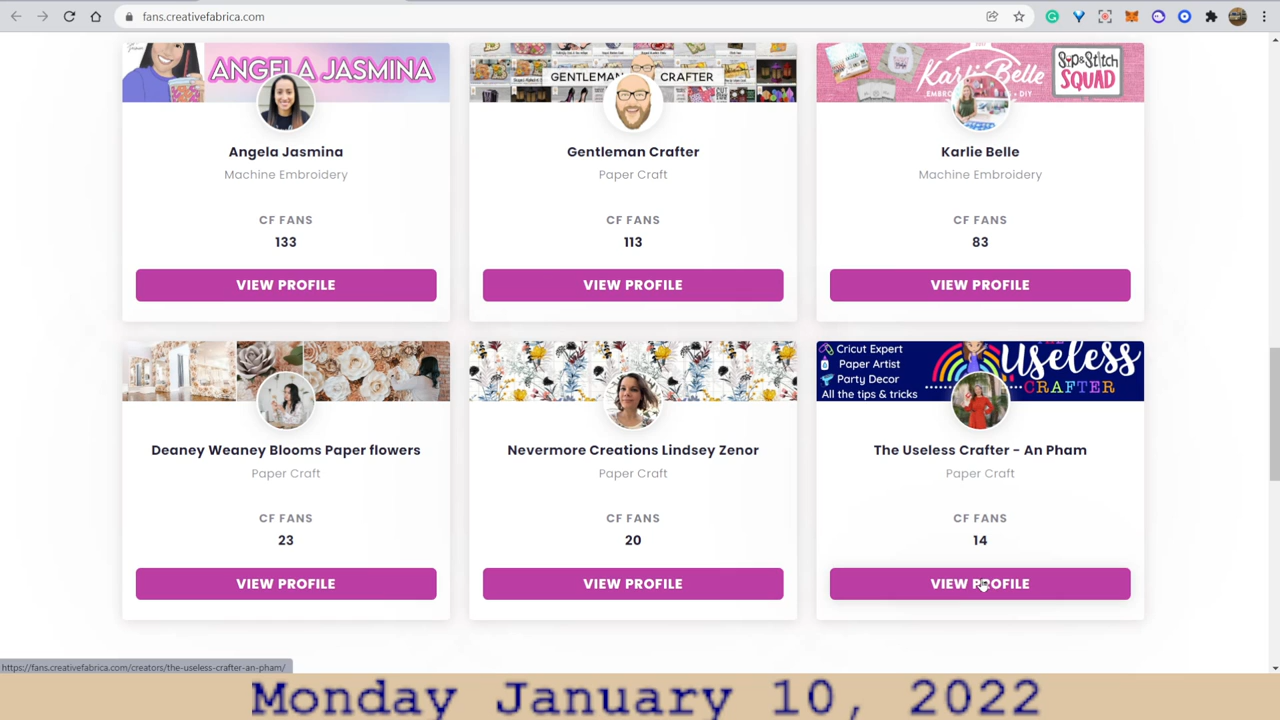 fans.creativefabrica.com
ANGELA JASMINA
Angela Jasmina
Machine Embroidery
CF FANS
133
VIEW PROFILE
GENTLEMAN CRAFTER
Gentleman Crafter
Paper Craft
CF FANS
113
VIEW PROFILE
Karlie Belle
Sip&Stitch
SQUAD
Karlie Belle
Machine Embroidery
CF FANS
83
VIEW PROFILE
Deaney Weaney Blooms Paper flowers
Paper Craft
CF FANS
23
VIEW PROFILE
Nevermore Creations Lindsey Zenor
Paper Craft
CF FANS
20
VIEW PROFILE
Cricut Expert
Paper Artist
Party Decor
All the tips & tricks
Useless
CRAFTER
The Useless Crafter - An Pham
Paper Craft
CF FANS
14
VIEW PROFILE
https://fans.creativefabrica.com/creators/the-useless-crafter-an-pham/
Monday January 10, 2022